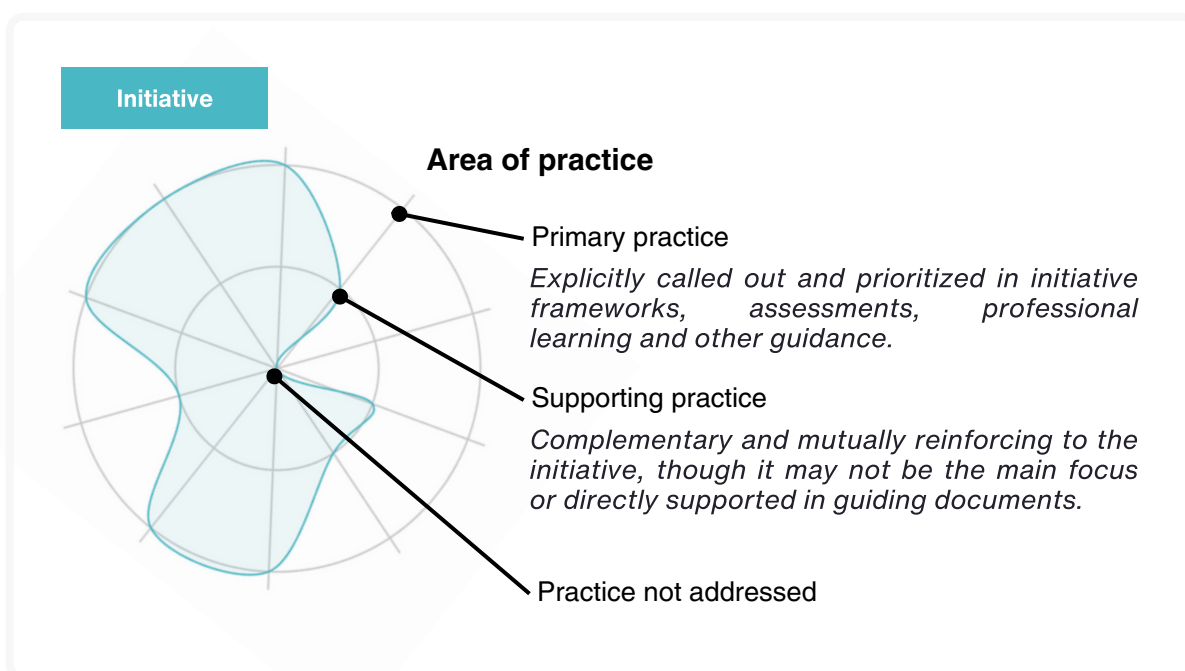 Initiative
Area of practice
Primary practice
Explicitly called out and prioritized in initiative
frameworks, assessments, professional
learning and other guidance.
Supporting practice
Complementary and mutually reinforcing to the
initiative, though it may not be the main focus
or directly supported in guiding documents.
Practice not addressed